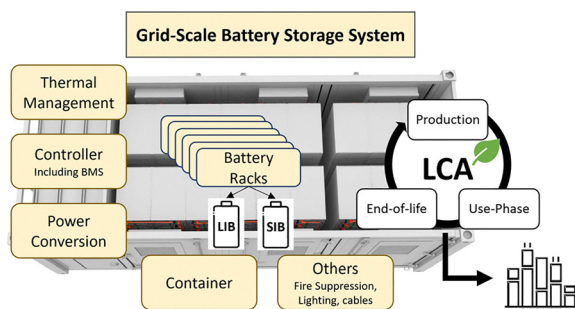 Grid-Scale Battery Storage System
Thermal
Management
Controller
Including BMS
Power
Conversion
Battery
Racks
LIB
SIB
Container
Others
Fire Suppression,
Lighting, cables
Production
LCA
End-of-life
Use-Phase